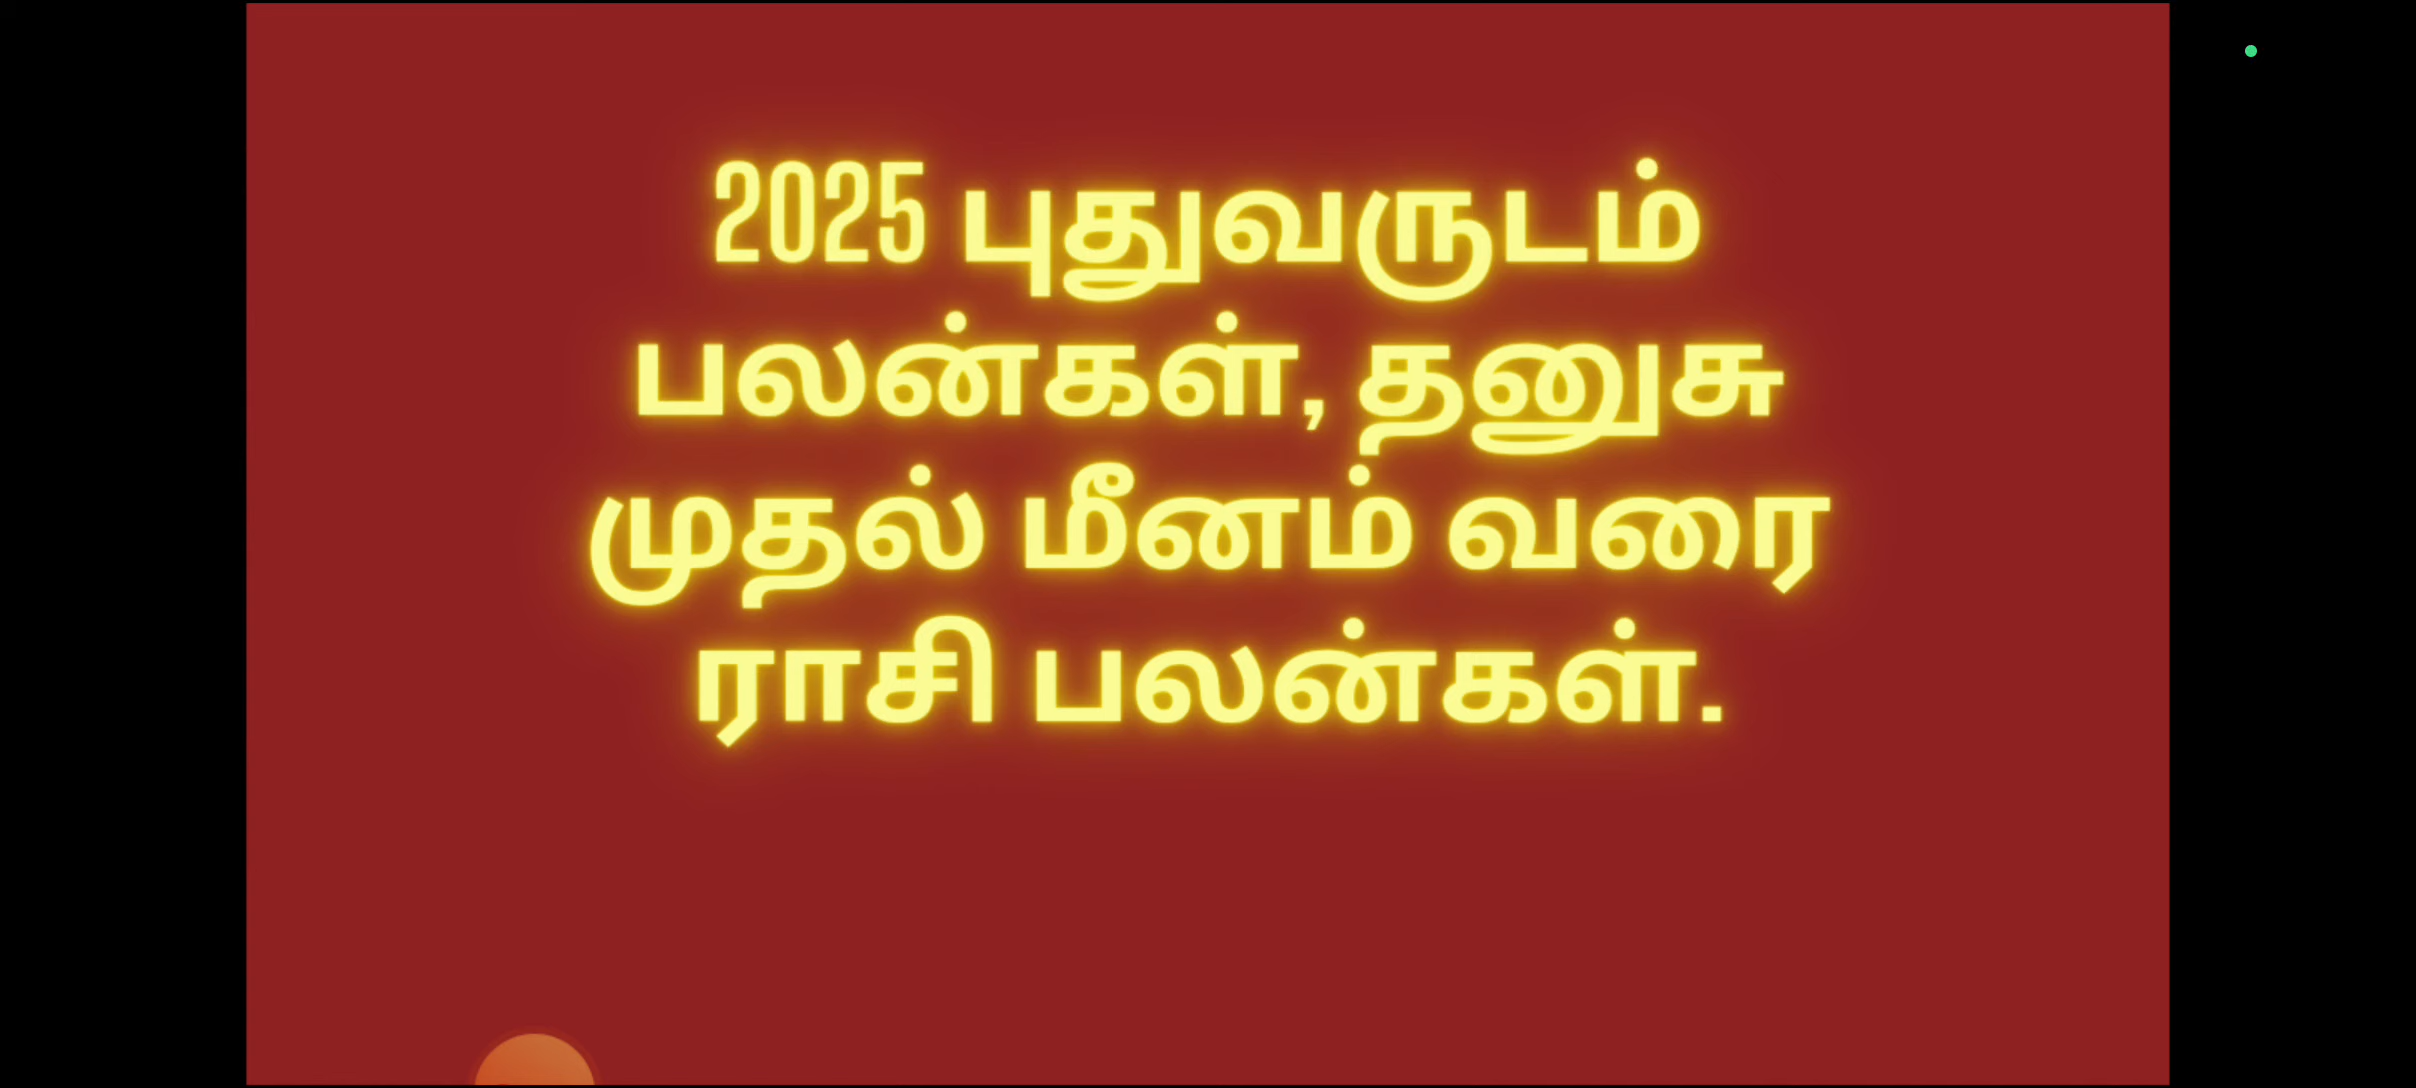 2025 புதுவருடம்
பலன்கள், தனுசு
முதல் மீனம் வரை
ராசி பலன்கள்.